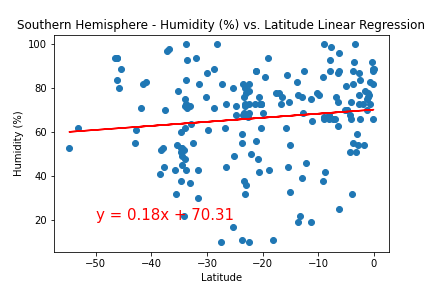 Southern Hemisphere - Humidity (%) vs. Latitude Linear Regression
Humidity (%)
100
80
60
40
20
y = 0.18x + 70.31
−50
−40
−30
−20
−10
0
Latitude